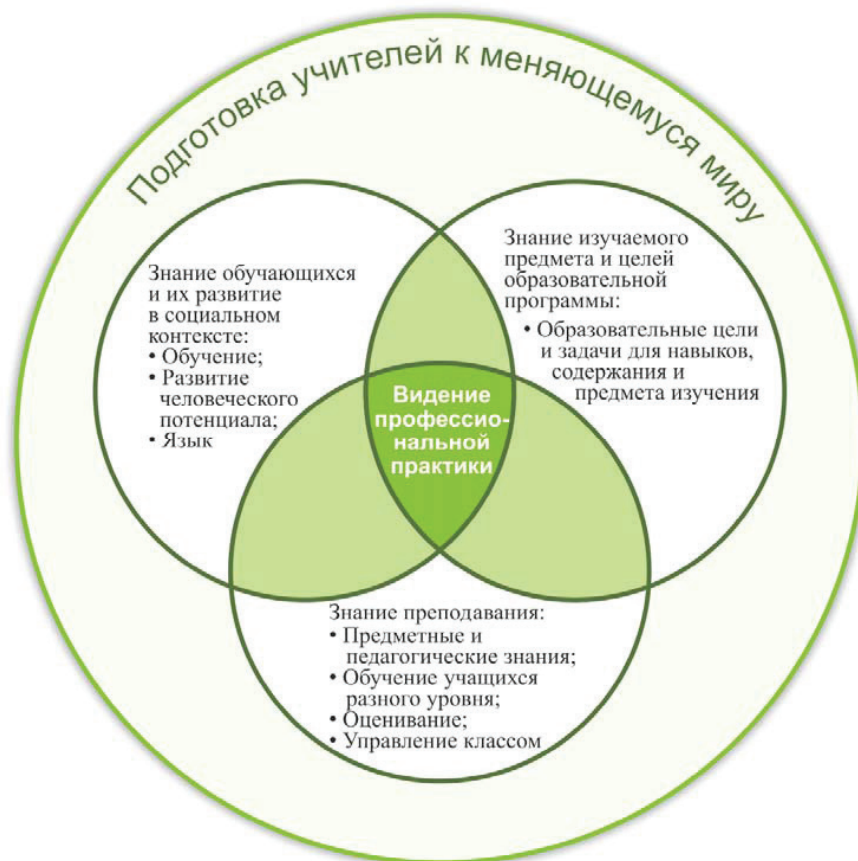 Подготовка учителей к меняющемуся миру
Знание обучающихся
и их развитие
в социальном
контексте:
• Обучение;
• Развитие
человеческого
потенциала;
• Язык
Знание изучаемого
предмета и целей
образовательной
программы:
• Образовательные цели
и задачи для навыков,
содержания и
предмета изучения
Видение
профессио-
нальной
практики
Знание преподавания:
• Предметные и
педагогические знания;
• Обучение учащихся
разного уровня;
• Оценивание;
• Управление классом